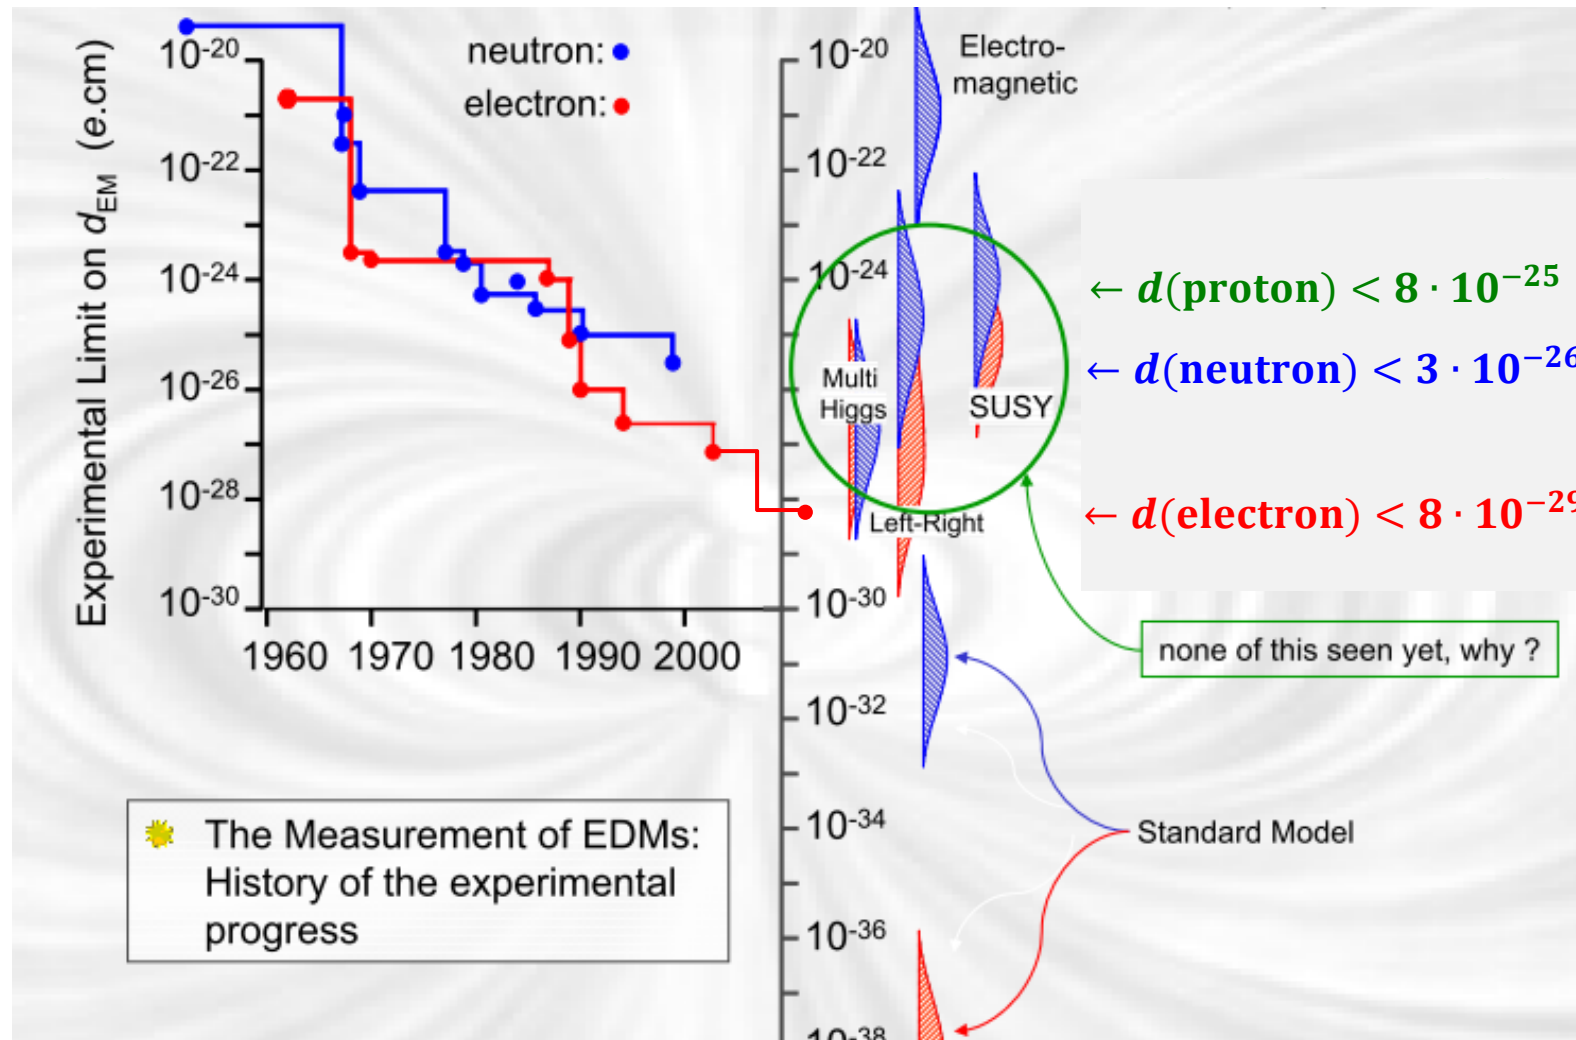 Experimental Limit on d_EM (e.cm)
neutron:
electron:
10^-20
10^-22
10^-24
10^-26
10^-28
10^-30
1960 1970 1980 1990 2000
10^-20
10^-22
10^-24
10^-30
10^-32
10^-34
10^-36
10^-38
Electro-
magnetic
Multi
Higgs
SUSY
Left-Right
← d(proton) < 8 · 10^−25
← d(neutron) < 3 · 10^−26
← d(electron) < 8 · 10^−29
none of this seen yet, why ?
Standard Model
The Measurement of EDMs:
History of the experimental
progress